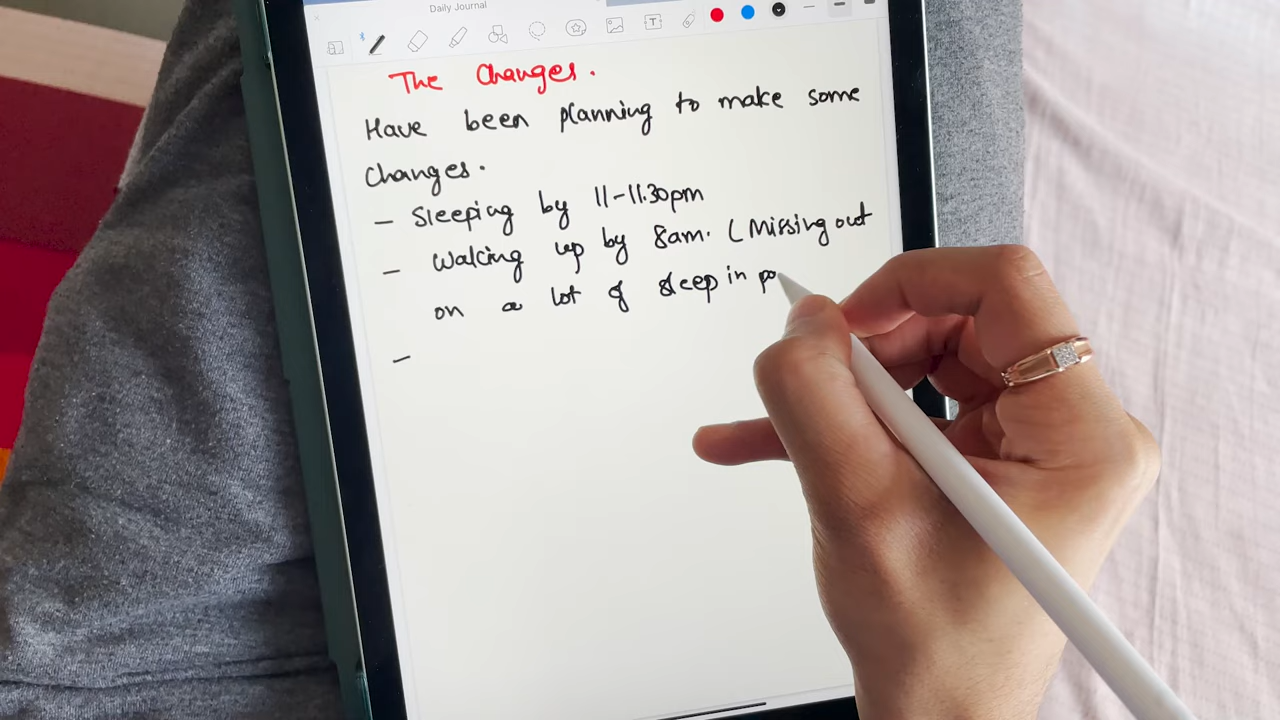 Daily Journal
The Changes.
Have been planning to make some
changes.
- Sleeping by 11-11.30pm
- Waking up by 8am. (Missing out
on a lot of sleep in po
-